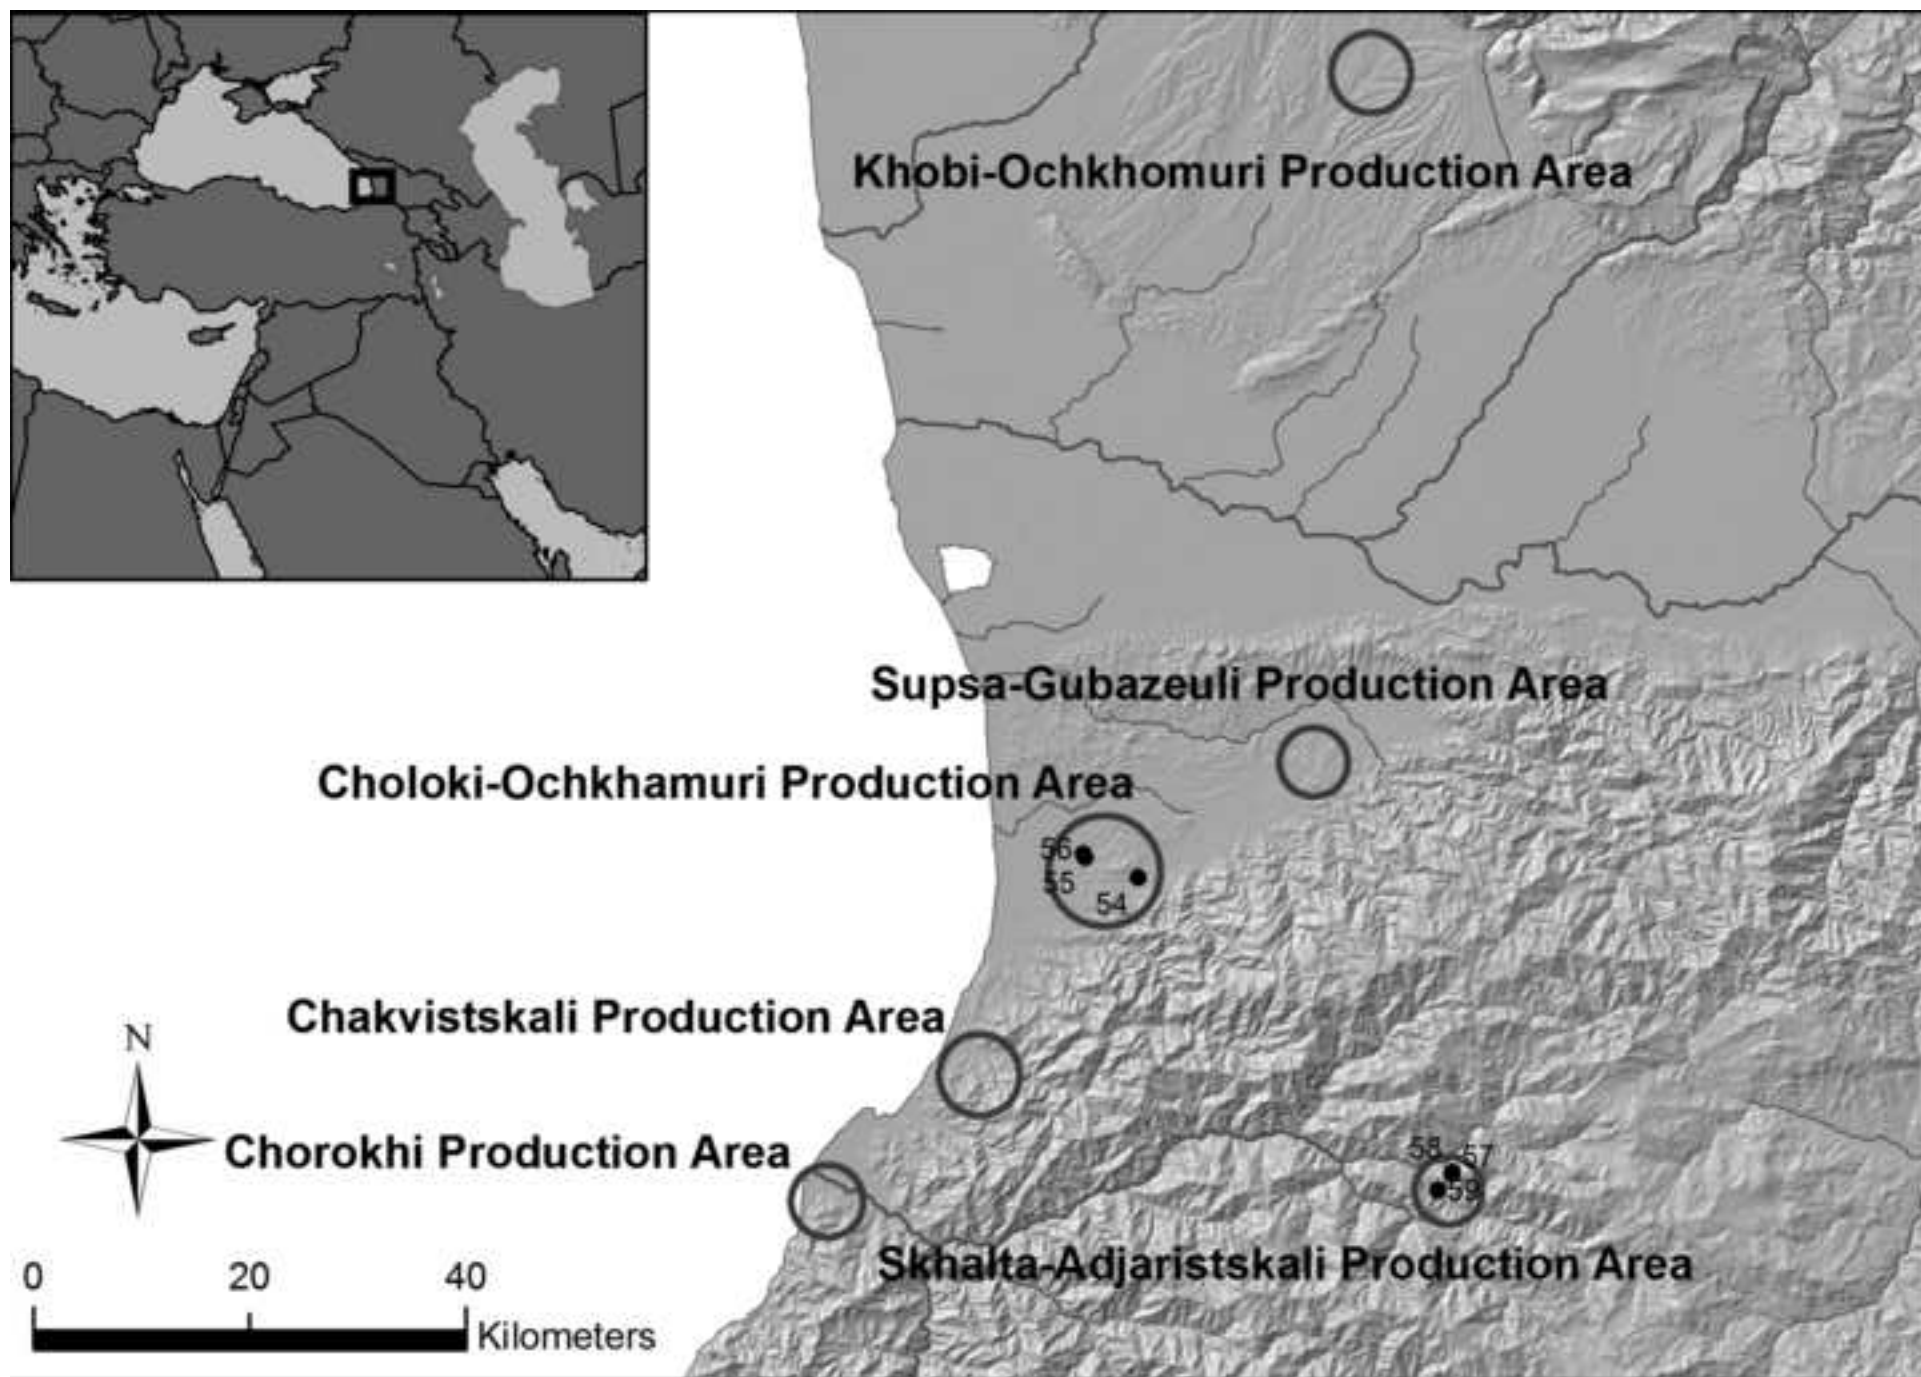 Khobi-Ochkhomuri Production Area
Supsa-Gubazeuli Production Area
Choloki-Ochkhamuri Production Area
56
55
54
Chakvistskali Production Area
N
Chorokhi Production Area
58
57
59
Skhalta-Adjaristskali Production Area
0 20 40
Kilometers